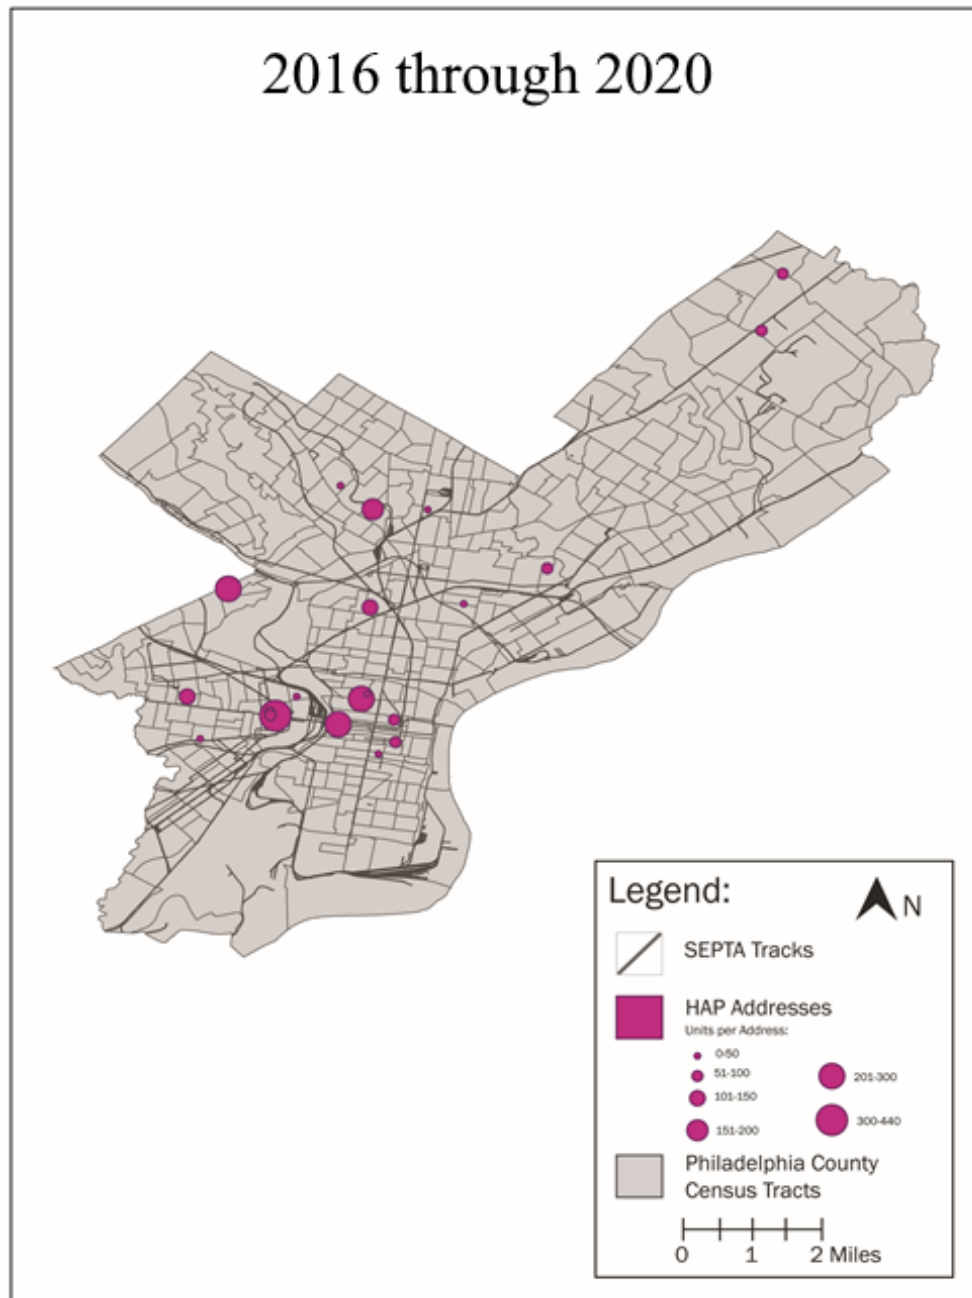 2016 through 2020
Legend:
N
SEPTA Tracks
HAP Addresses
Units per Address:
0-50
51-100
101-150
151-200
201-300
300-440
Philadelphia County
Census Tracts
0 1 2 Miles